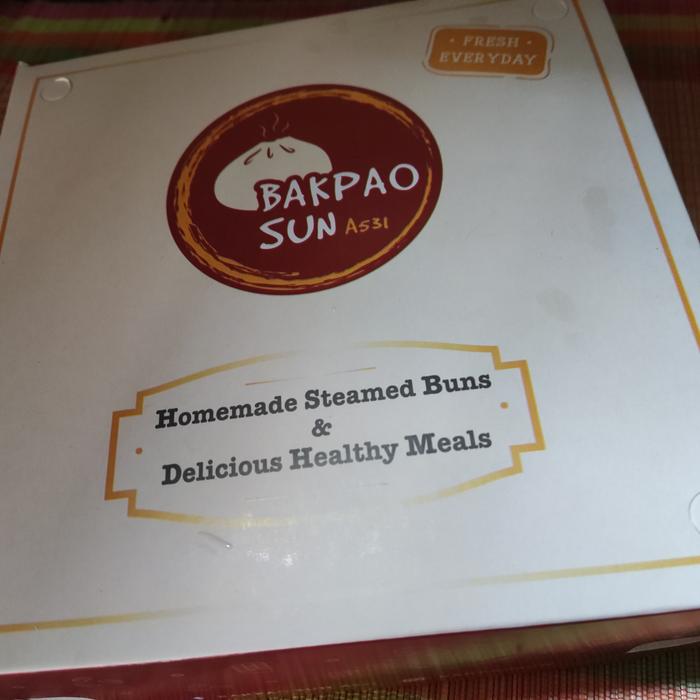 · FRESH ·
EVERYDAY
BAKPAO
SUN A531
Homemade Steamed Buns
&
Delicious Healthy Meals